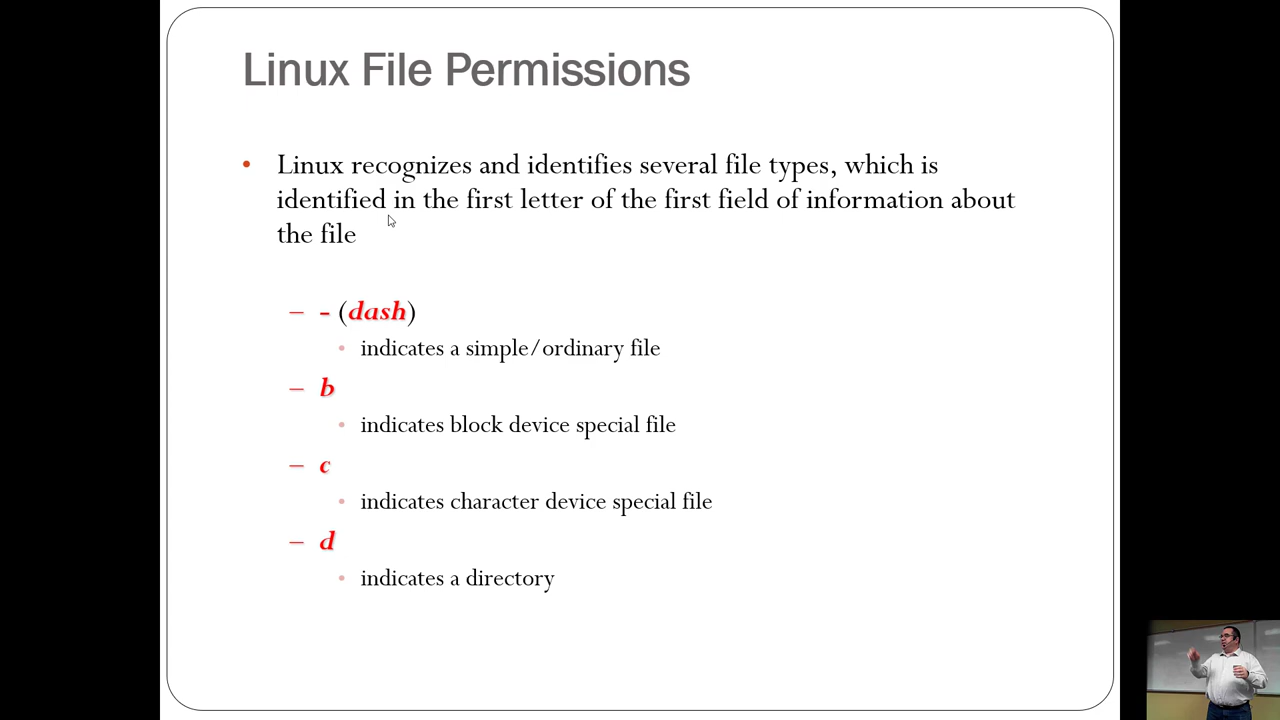 Linux File Permissions
• Linux recognizes and identifies several file types, which is
identified in the first letter of the first field of information about
the file
– - (dash)
• indicates a simple/ordinary file
– b
• indicates block device special file
– c
• indicates character device special file
– d
• indicates a directory